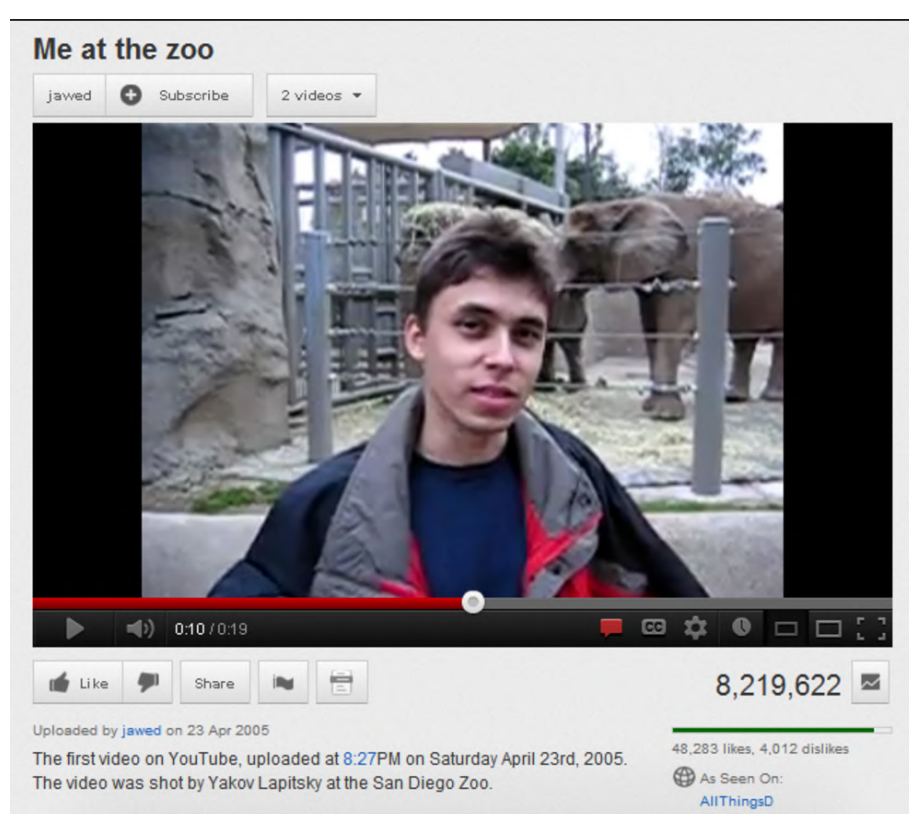 Me at the zoo
jawed Subscribe 2 videos
0:10 / 0:19 CC
Like Share 8,219,622
Uploaded by jawed on 23 Apr 2005
The first video on YouTube, uploaded at 8:27PM on Saturday April 23rd, 2005.
The video was shot by Yakov Lapitsky at the San Diego Zoo.
48,283 likes, 4,012 dislikes
As Seen On:
AllThingsD